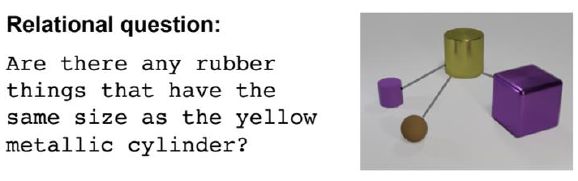 Relational question:
Are there any rubber
things that have the
same size as the yellow
metallic cylinder?